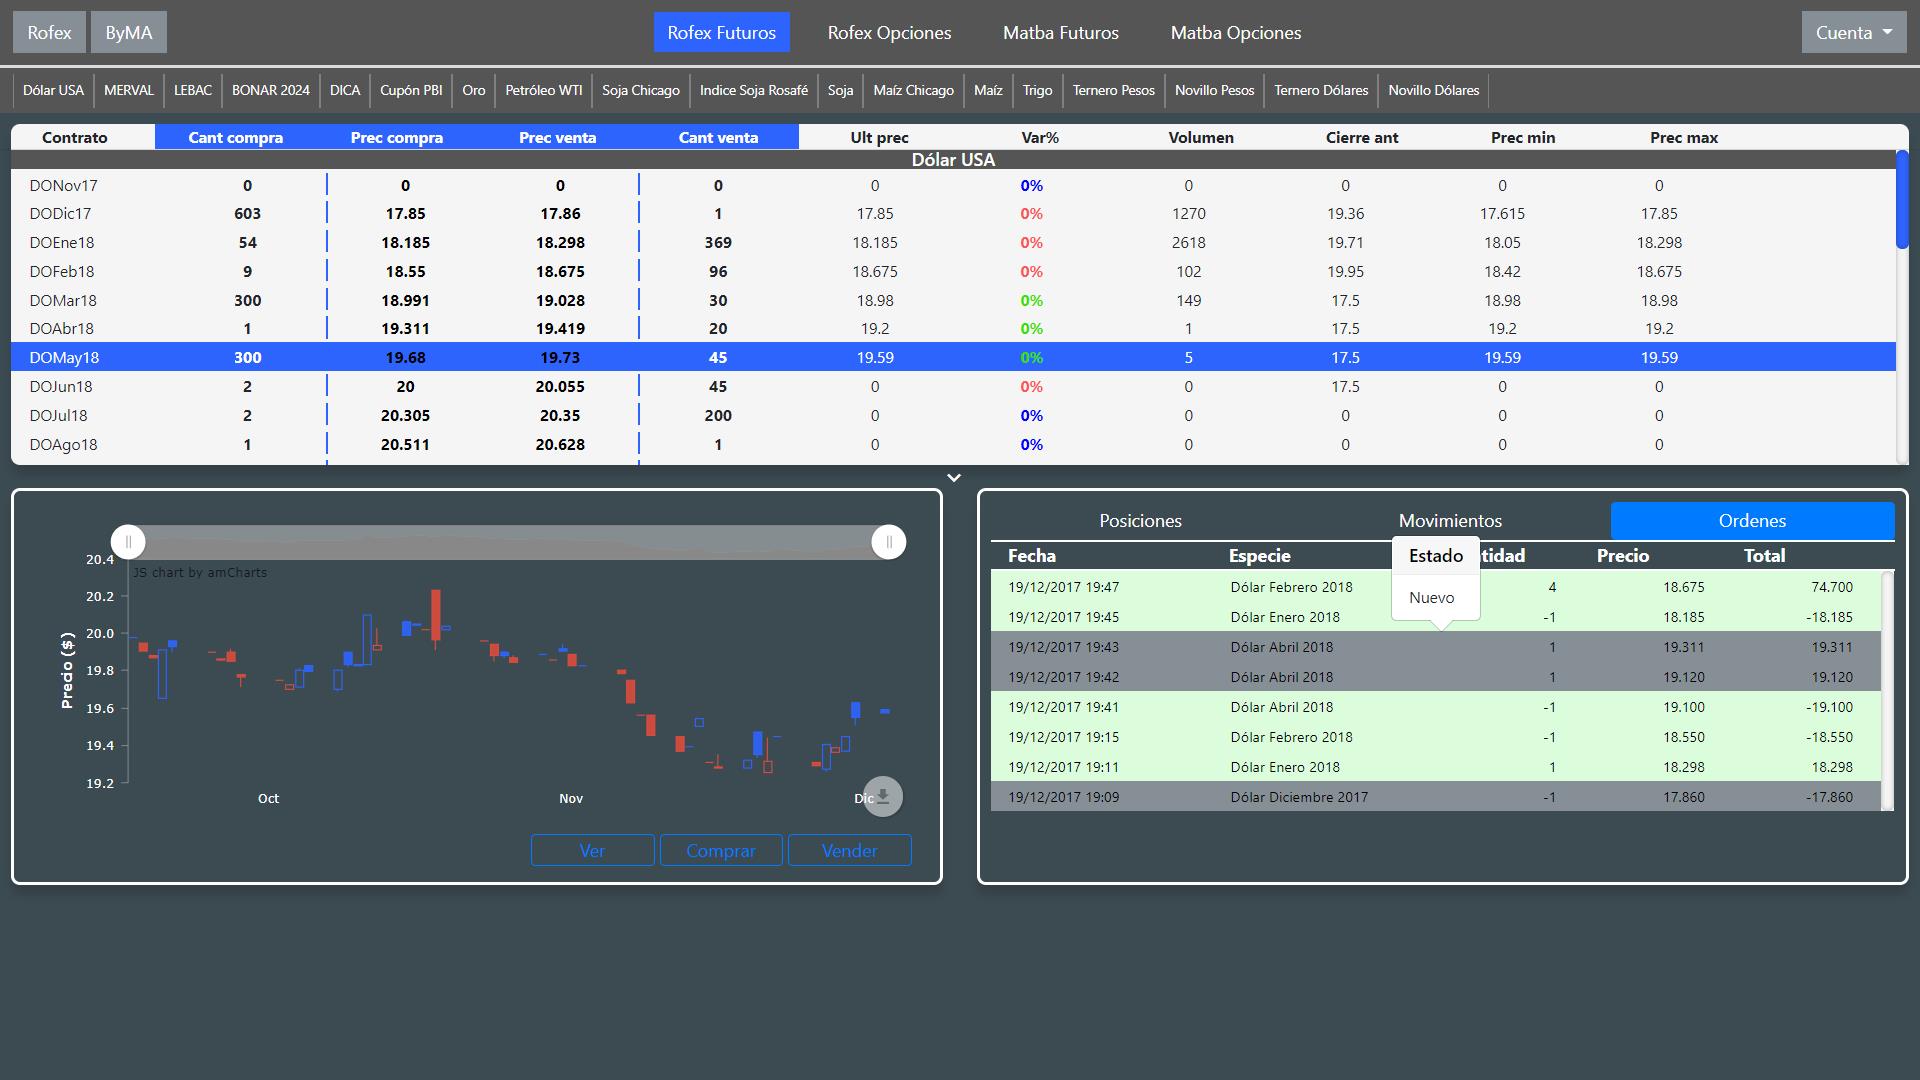 Rofex ByMA Rofex Futuros Rofex Opciones Matba Futuros Matba Opciones Cuenta
Dólar USA MERVAL LEBAC BONAR 2024 DICA Cupón PBI Oro Petróleo WTI Soja Chicago Indice Soja Rosafé Soja Maíz Chicago Maíz Trigo Ternero Pesos Novillo Pesos Ternero Dólares Novillo Dólares
Contrato Cant compra Prec compra Prec venta Cant venta Ult prec Var% Volumen Cierre ant Prec min Prec max
Dólar USA
DONov17 0 0 0 0 0 0% 0 0 0 0
DODic17 603 17.85 17.86 1 17.85 0% 1270 19.36 17.615 17.85
DOEne18 54 18.185 18.298 369 18.185 0% 2618 19.71 18.05 18.298
DOFeb18 9 18.55 18.675 96 18.675 0% 102 19.95 18.42 18.675
DOMar18 300 18.991 19.028 30 18.98 0% 149 17.5 18.98 18.98
DOAbr18 1 19.311 19.419 20 19.2 0% 1 17.5 19.2 19.2
DOMay18 300 19.68 19.73 45 19.59 0% 5 17.5 19.59 19.59
DOJun18 2 20 20.055 45 0 0% 0 17.5 0 0
DOJul18 2 20.305 20.35 200 0 0% 0 0 0 0
DOAgo18 1 20.511 20.628 1 0 0% 0 0 0 0
JS chart by amCharts
Predio ($)
20.4
20.2
20.0
19.8
19.6
19.4
19.2
Oct Nov Dic
Ver Comprar Vender
Posiciones Movimientos Ordenes
Fecha Especie tidad Precio Total
Estado
Nuevo
19/12/2017 19:47 Dólar Febrero 2018 4 18.675 74.700
19/12/2017 19:45 Dólar Enero 2018 -1 18.185 -18.185
19/12/2017 19:43 Dólar Abril 2018 1 19.311 19.311
19/12/2017 19:42 Dólar Abril 2018 1 19.120 19.120
19/12/2017 19:41 Dólar Abril 2018 -1 19.100 -19.100
19/12/2017 19:15 Dólar Febrero 2018 -1 18.550 -18.550
19/12/2017 19:11 Dólar Enero 2018 1 18.298 18.298
19/12/2017 19:09 Dólar Diciembre 2017 -1 17.860 -17.860